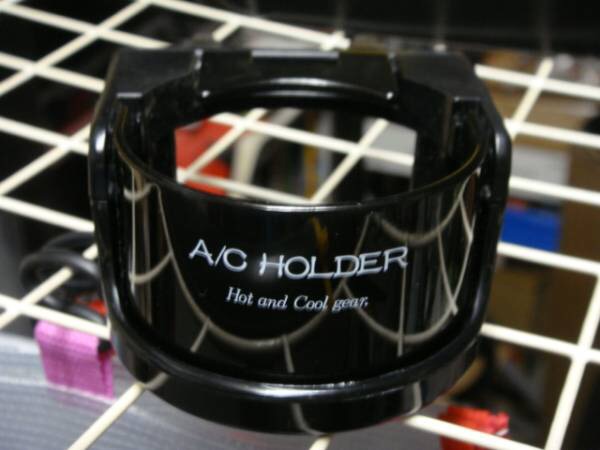 A/C HOLDER
Hot and Cool gear,